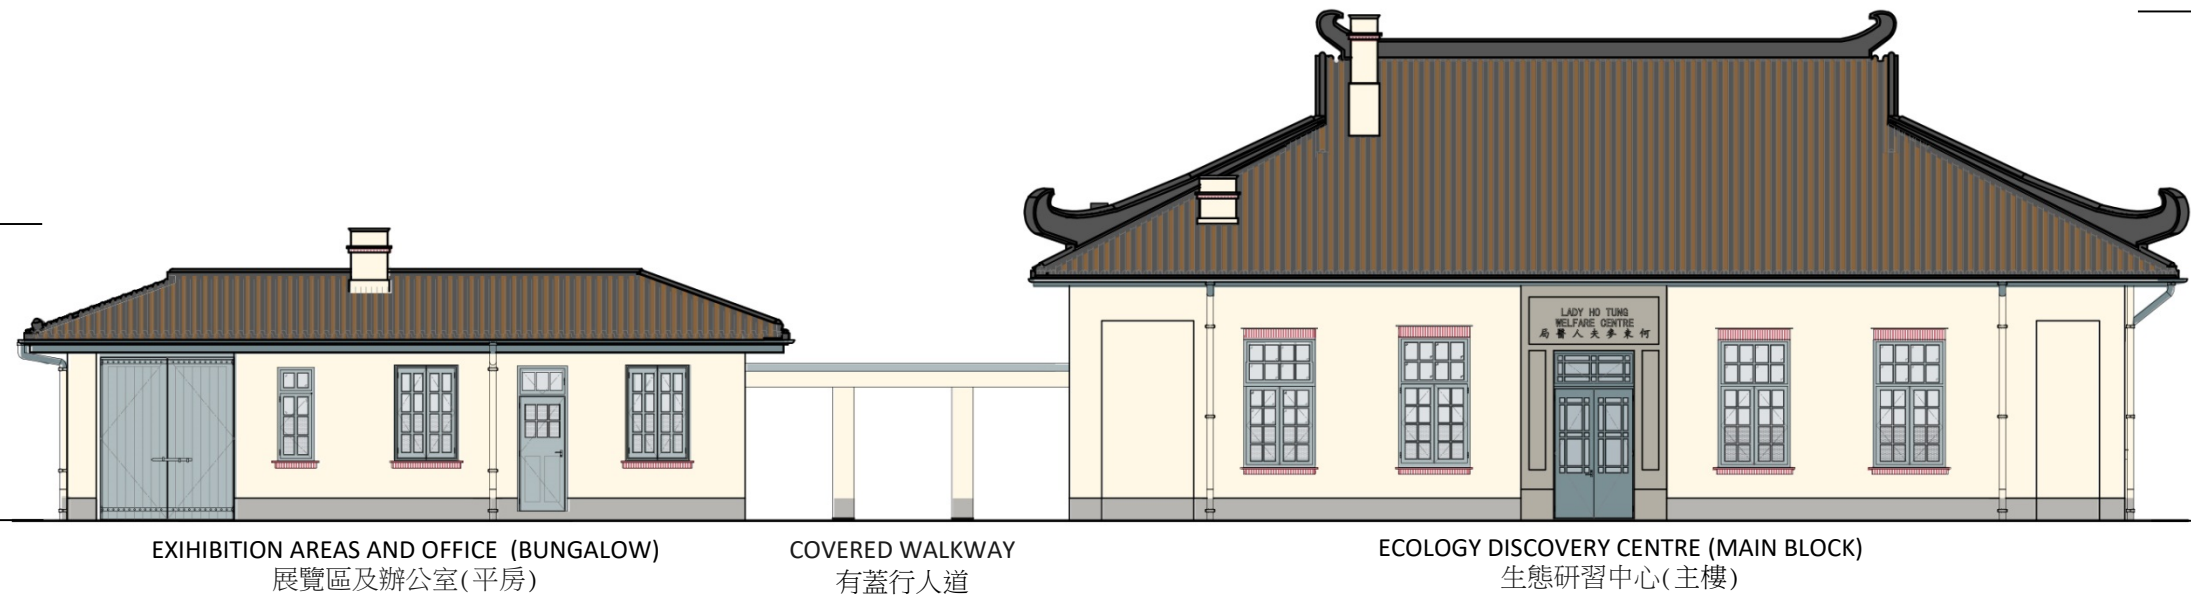 LADY HO TUNG
WELFARE CENTRE
局醫人夫麥東何
EXIHIBITION AREAS AND OFFICE (BUNGALOW)
展覽區及辦公室(平房)
COVERED WALKWAY
有蓋行人道
ECOLOGY DISCOVERY CENTRE (MAIN BLOCK)
生態研習中心(主樓)